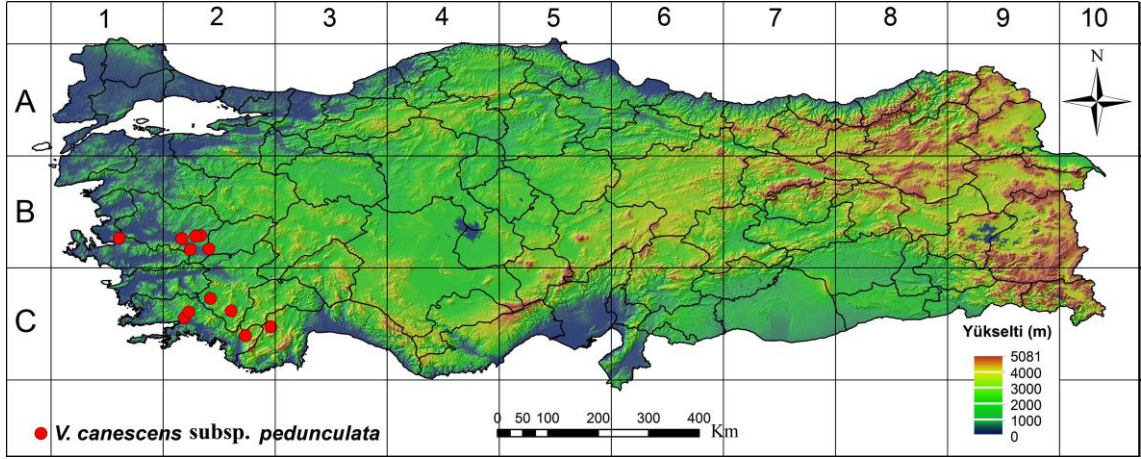 1 2 3 4 5 6 7 8 9 10
A
N
B
C
Yükselti (m)
5081
4000
3000
2000
1000
0
0 50 100 200 300 400
Km
V. canescens subsp. pedunculata